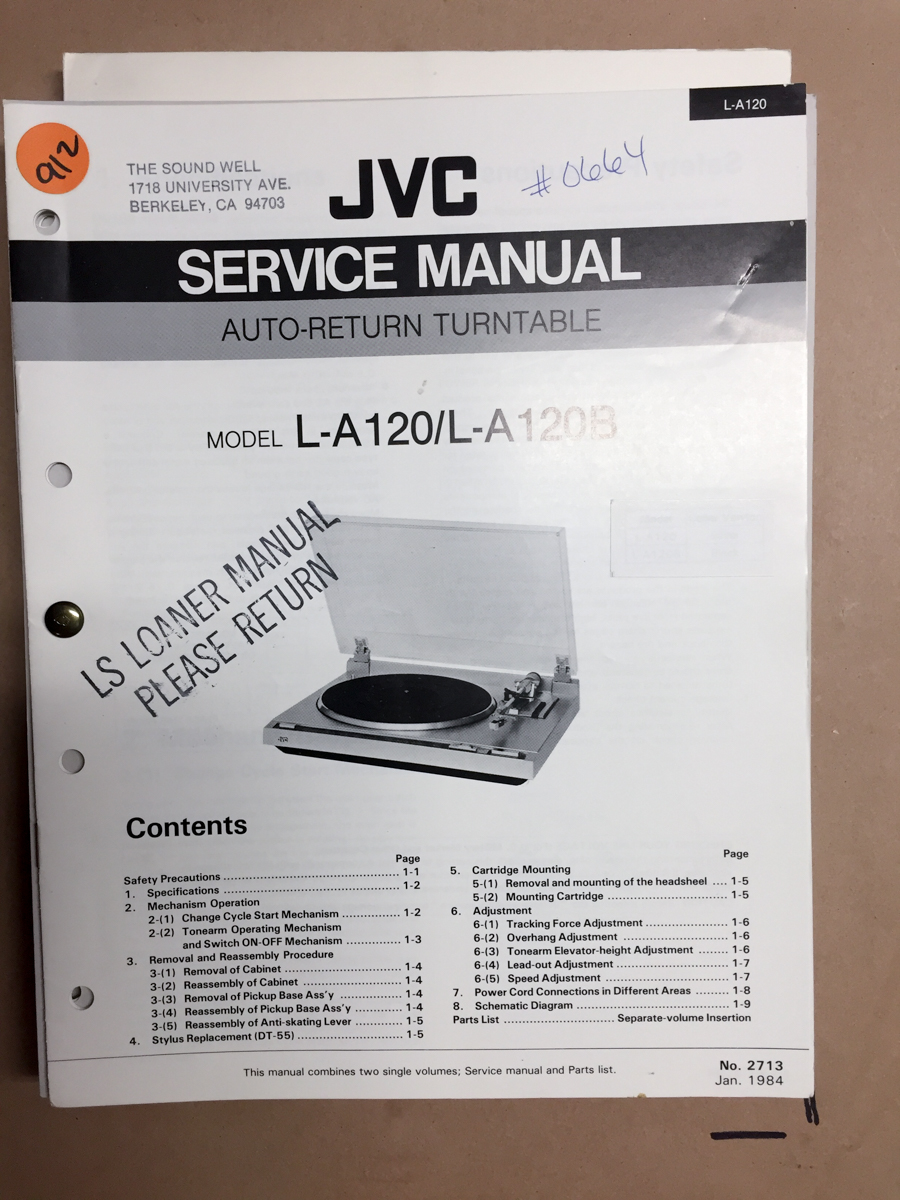 L-A120
912
THE SOUND WELL
1718 UNIVERSITY AVE.
BERKELEY, CA 94703
JVC
#0664
SERVICE MANUAL
AUTO-RETURN TURNTABLE
MODEL L-A120/L-A120B
LS LOANER MANUAL
PLEASE RETURN
JVC
Contents
Page
Safety Precautions .......... 1-1
1. Specifications .......... 1-2
2. Mechanism Operation
2-(1) Change Cycle Start Mechanism .......... 1-2
2-(2) Tonearm Operating Mechanism
and Switch ON-OFF Mechanism .......... 1-3
3. Removal and Reassembly Procedure
3-(1) Removal of Cabinet .......... 1-4
3-(2) Reassembly of Cabinet .......... 1-4
3-(3) Removal of Pickup Base Ass'y .......... 1-4
3-(4) Reassembly of Pickup Base Ass'y .......... 1-4
3-(5) Reassembly of Anti-skating Lever .......... 1-5
4. Stylus Replacement (DT-55) .......... 1-5
Page
5. Cartridge Mounting
5-(1) Removal and mounting of the headsheel .... 1-5
5-(2) Mounting Cartridge .......... 1-5
6. Adjustment
6-(1) Tracking Force Adjustment .......... 1-6
6-(2) Overhang Adjustment .......... 1-6
6-(3) Tonearm Elevator-height Adjustment .......... 1-6
6-(4) Lead-out Adjustment .......... 1-7
6-(5) Speed Adjustment .......... 1-7
7. Power Cord Connections in Different Areas .......... 1-8
8. Schematic Diagram .......... 1-9
Parts List .......... Separate-volume Insertion
This manual combines two single volumes; Service manual and Parts list.
No. 2713
Jan. 1984